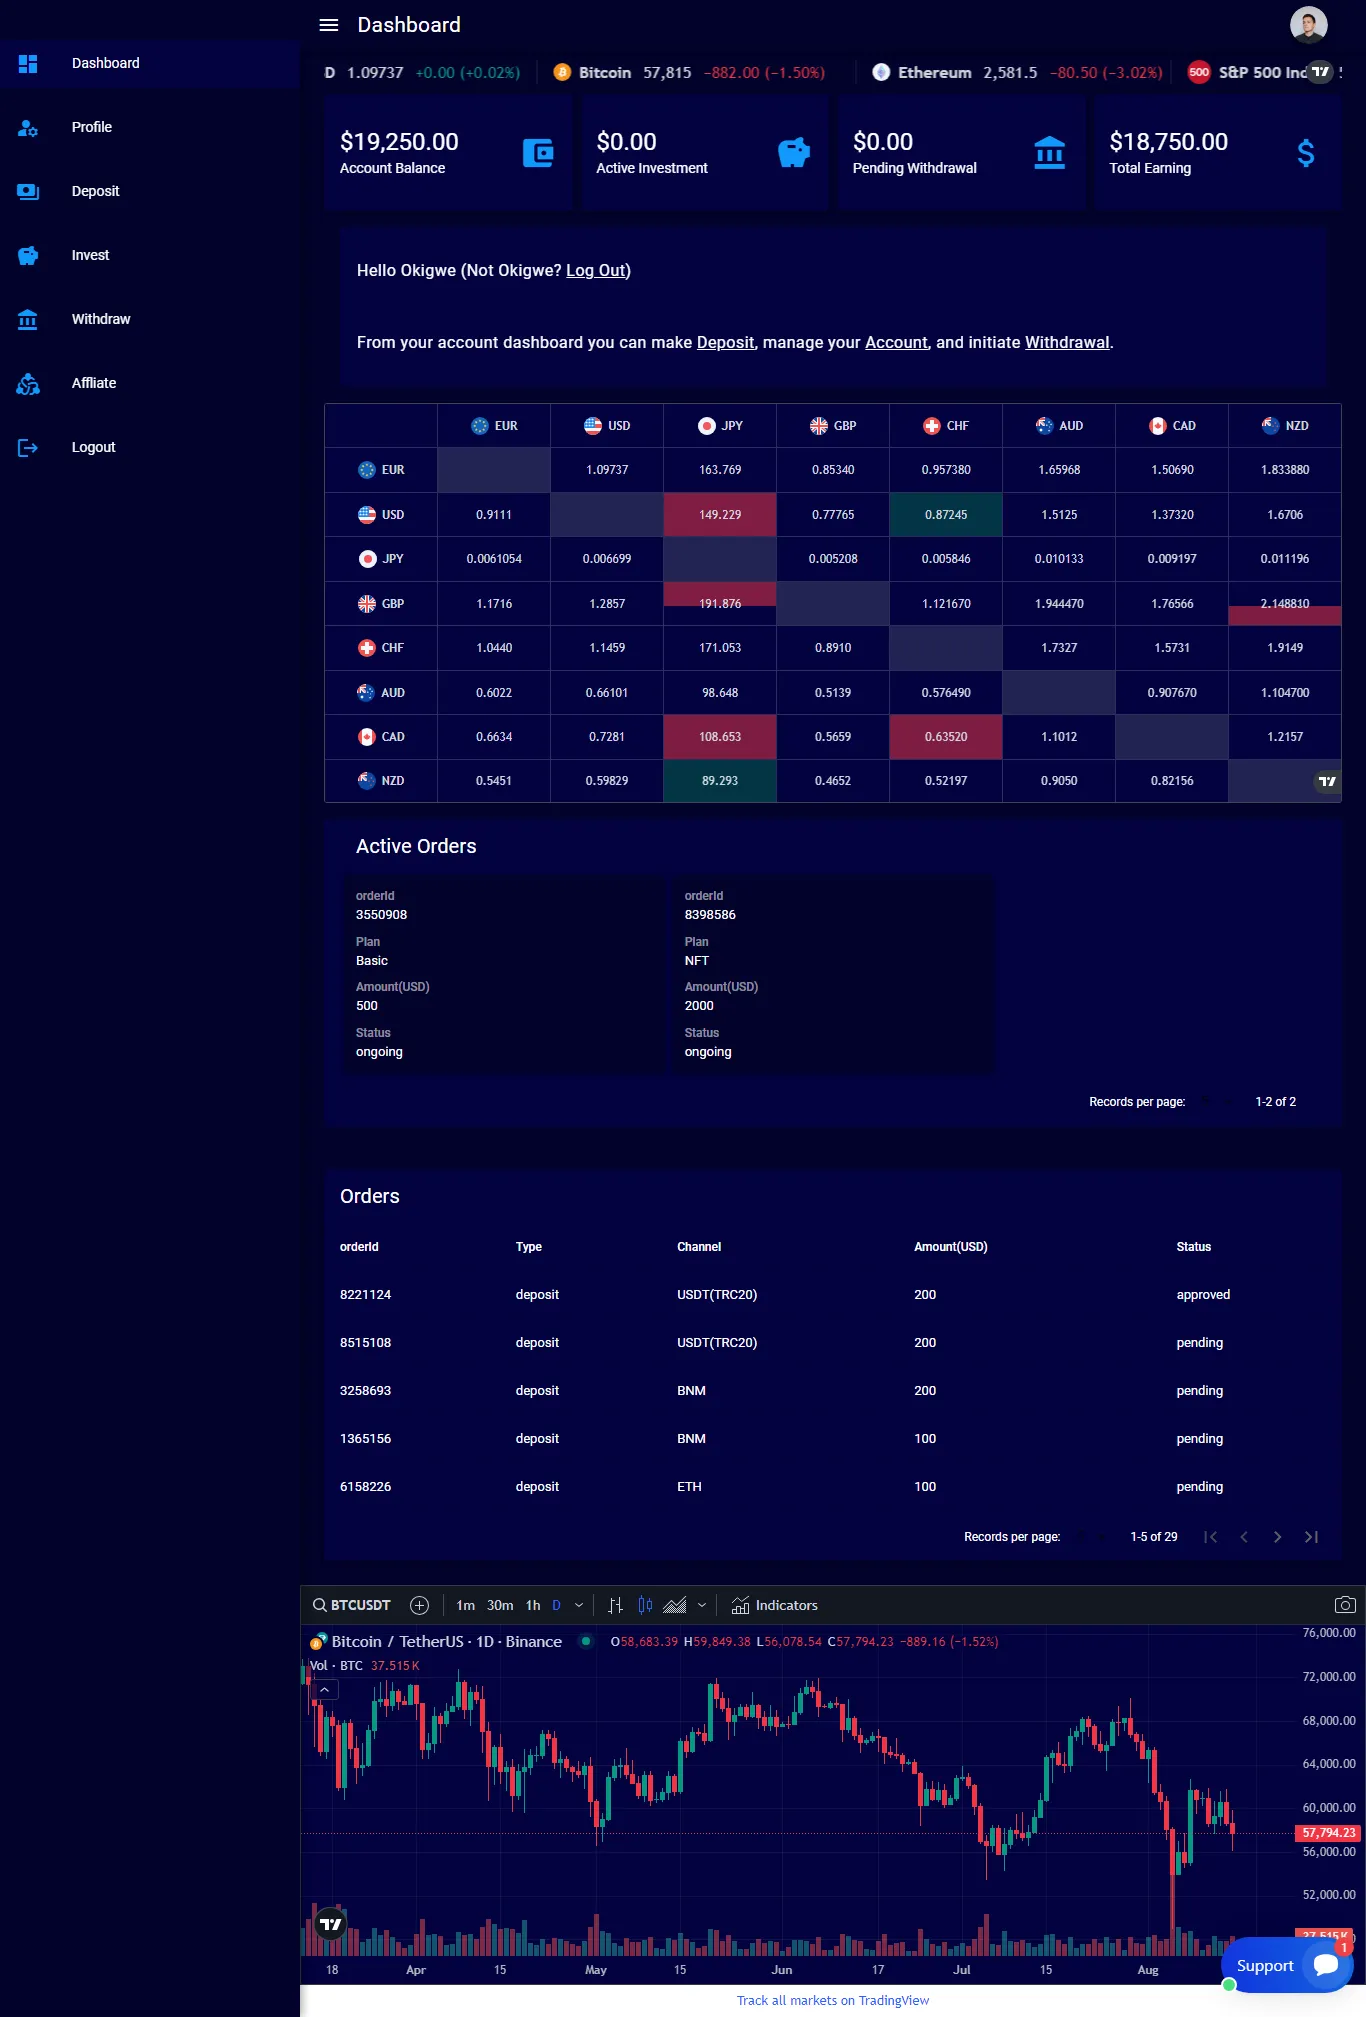 Dashboard
Dashboard
Profile
Deposit
Invest
Withdraw
Affliate
Logout
D 1.09737 +0.00 (+0.02%) Bitcoin 57,815 −882.00 (−1.50%) Ethereum 2,581.5 −80.50 (−3.02%) 500 S&P 500
$19,250.00 $0.00 $0.00 $18,750.00
Account Balance Active Investment Pending Withdrawal Total Earning
Hello Okigwe (Not Okigwe? Log Out)
From your account dashboard you can make Deposit, manage your Account, and initiate Withdrawal.
EUR USD JPY GBP CHF AUD CAD NZD
EUR 1.09737 163.769 0.85340 0.957380 1.65968 1.50690 1.833880
USD 0.9111 149.229 0.77765 0.87245 1.5125 1.37320 1.6706
JPY 0.0061054 0.006699 0.005208 0.005846 0.010133 0.009197 0.011196
GBP 1.1716 1.2857 191.876 1.121670 1.944470 1.76566 2.148810
CHF 1.0440 1.1459 171.053 0.8910 1.7327 1.5731 1.9149
AUD 0.6022 0.66101 98.648 0.5139 0.576490 0.907670 1.104700
CAD 0.6634 0.7281 108.653 0.5659 0.63520 1.1012 1.2157
NZD 0.5451 0.59829 89.293 0.4652 0.52197 0.9050 0.82156
Active Orders
orderId
3550908
Plan
Basic
Amount(USD)
500
Status
ongoing
orderId
8398586
Plan
NFT
Amount(USD)
2000
Status
ongoing
Records per page: 1-2 of 2
Orders
orderId Type Channel Amount(USD) Status
8221124 deposit USDT(TRC20) 200 approved
8515108 deposit USDT(TRC20) 200 pending
3258693 deposit BNM 200 pending
1365156 deposit BNM 100 pending
6158226 deposit ETH 100 pending
Records per page: 1-5 of 29
BTCUSDT 1m 30m 1h D Indicators
Bitcoin / TetherUS · 1D · Binance O58,683.39 H59,849.38 L56,078.54 C57,794.23 −889.16 (−1.52%)
Vol · BTC 37.515K
76,000.00
72,000.00
68,000.00
64,000.00
60,000.00
57,794.23
56,000.00
52,000.00
37.515K
18 Apr 15 May 15 Jun 17 Jul 15 Aug
Support 1
Track all markets on TradingView